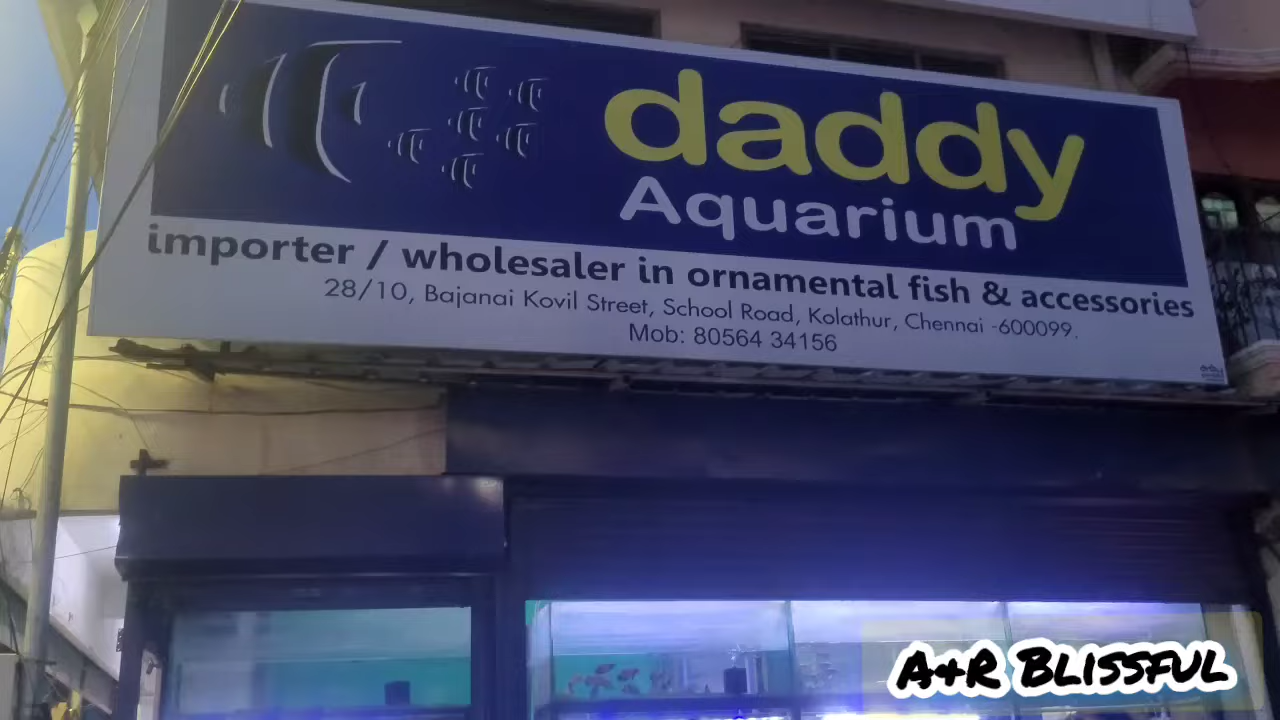 daddy
Aquarium
importer / wholesaler in ornamental fish & accessories
28/10, Bajanai Kovil Street, School Road, Kolathur, Chennai -600099.
Mob: 80564 34156
A+R BLISSFUL